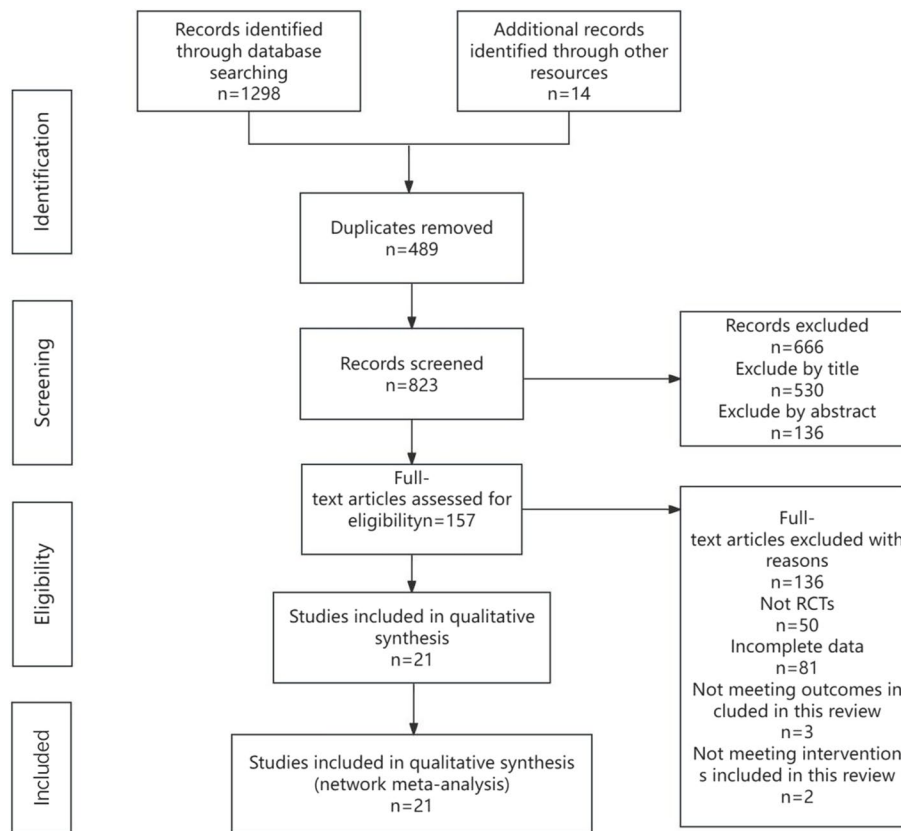 Records identified
through database
searching
n=1298
Additional records
identified through other
resources
n=14
Identification
Duplicates removed
n=489
Screening
Records screened
n=823
Records excluded
n=666
Exclude by title
n=530
Exclude by abstract
n=136
Eligibility
Full-
text articles assessed for
eligibilityn=157
Full-
text articles excluded with
reasons
n=136
Not RCTs
n=50
Incomplete data
n=81
Not meeting outcomes in
cluded in this review
n=3
Not meeting intervention
s included in this review
n=2
Studies included in qualitative
synthesis
n=21
Included
Studies included in qualitative synthesis
(network meta-analysis)
n=21